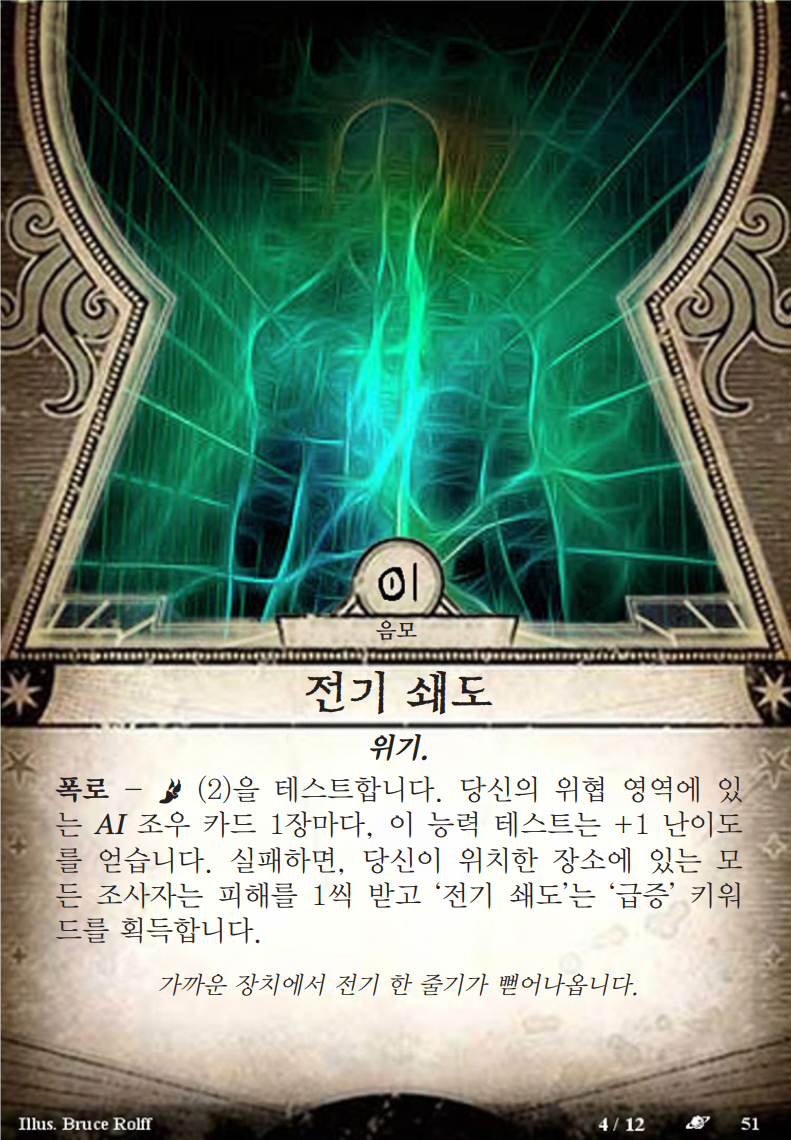 01
음모
전기 쇄도
위기.
폭로 – (2)을 테스트합니다. 당신의 위협 영역에 있
는 AI 조우 카드 1장마다, 이 능력 테스트는 +1 난이도
를 얻습니다. 실패하면, 당신이 위치한 장소에 있는 모
든 조사자는 피해를 1씩 받고 ‘전기 쇄도’는 ‘급증’ 키워
드를 획득합니다.
가까운 장치에서 전기 한 줄기가 뻗어나옵니다.
Illus. Bruce Rolff
4 / 12
51